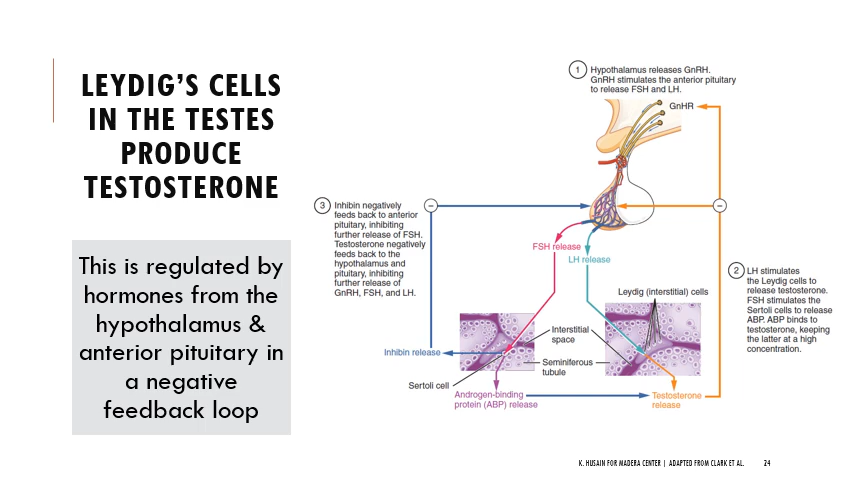 LEYDIG'S CELLS
IN THE TESTES
PRODUCE
TESTOSTERONE
This is regulated by
hormones from the
hypothalamus &
anterior pituitary in
a negative
feedback loop
1
Hypothalamus releases GnRH.
GnRH stimulates the anterior pituitary
to release FSH and LH.
GnHR
3
Inhibin negatively
feeds back to anterior
pituitary, inhibiting
further release of FSH.
Testosterone negatively
feeds back to the
hypothalamus and
pituitary, inhibiting
further release of
GnRH, FSH, and LH.
−
−
FSH release
LH release
2
LH stimulates
the Leydig cells to
release testosterone.
FSH stimulates the
Sertoli cells to release
ABP. ABP binds to
testosterone, keeping
the latter at a high
concentration.
Leydig (interstitial) cells
Interstitial
space
Inhibin release
Seminiferous
tubule
Sertoli cell
Androgen-binding
protein (ABP) release
Testosterone
release
K. HUSAIN FOR MADERA CENTER | ADAPTED FROM CLARK ET AL.
24